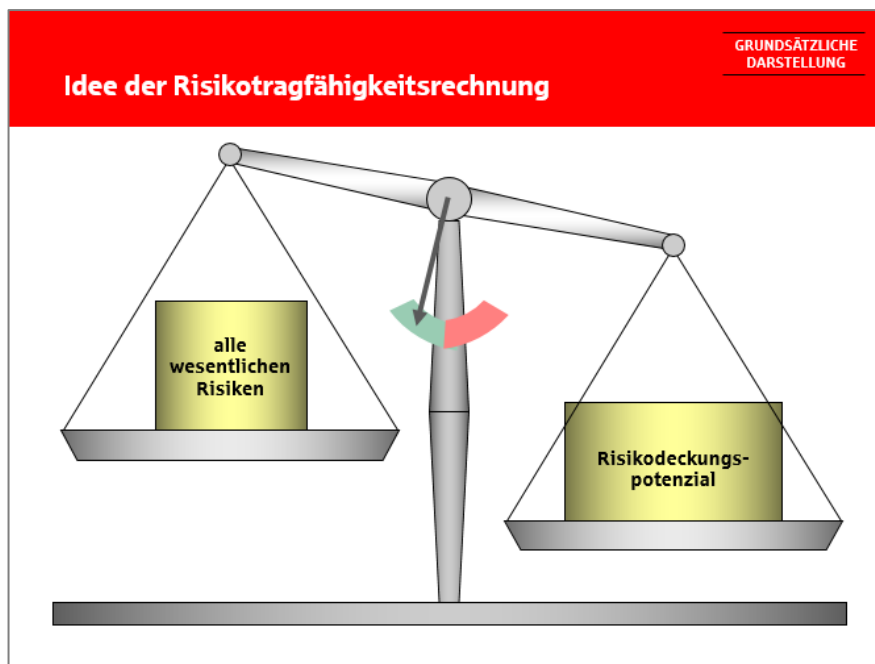 GRUNDSÄTZLICHE
DARSTELLUNG
Idee der Risikotragfähigkeitsrechnung
alle
wesentlichen
Risiken
Risikodeckungs-
potenzial